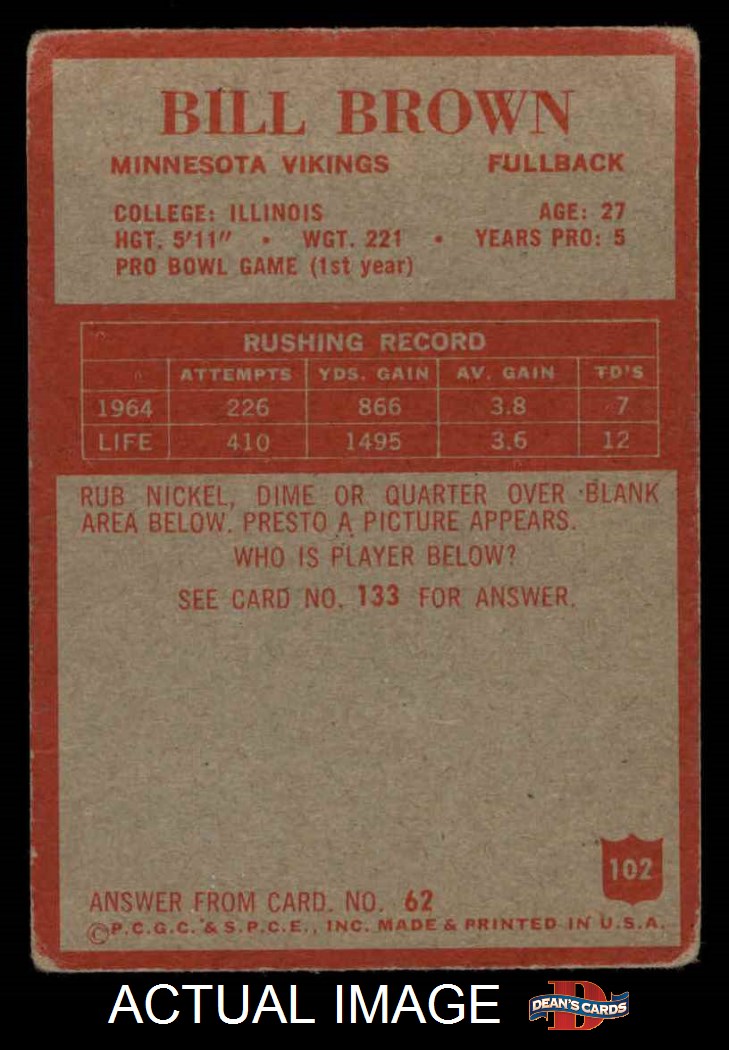 BILL BROWN
MINNESOTA VIKINGS FULLBACK
COLLEGE: ILLINOIS AGE: 27
HGT. 5'11" • WGT. 221 • YEARS PRO: 5
PRO BOWL GAME (1st year)
RUSHING RECORD
ATTEMPTS YDS. GAIN AV. GAIN TD'S
1964 226 866 3.8 7
LIFE 410 1495 3.6 12
RUB NICKEL, DIME OR QUARTER OVER BLANK
AREA BELOW. PRESTO A PICTURE APPEARS.
WHO IS PLAYER BELOW?
SEE CARD NO. 133 FOR ANSWER.
102
ANSWER FROM CARD. NO. 62
©P.C.G.C. & S.P.C.E., INC. MADE & PRINTED IN U.S.A.
ACTUAL IMAGE
D
DEAN'S CARDS